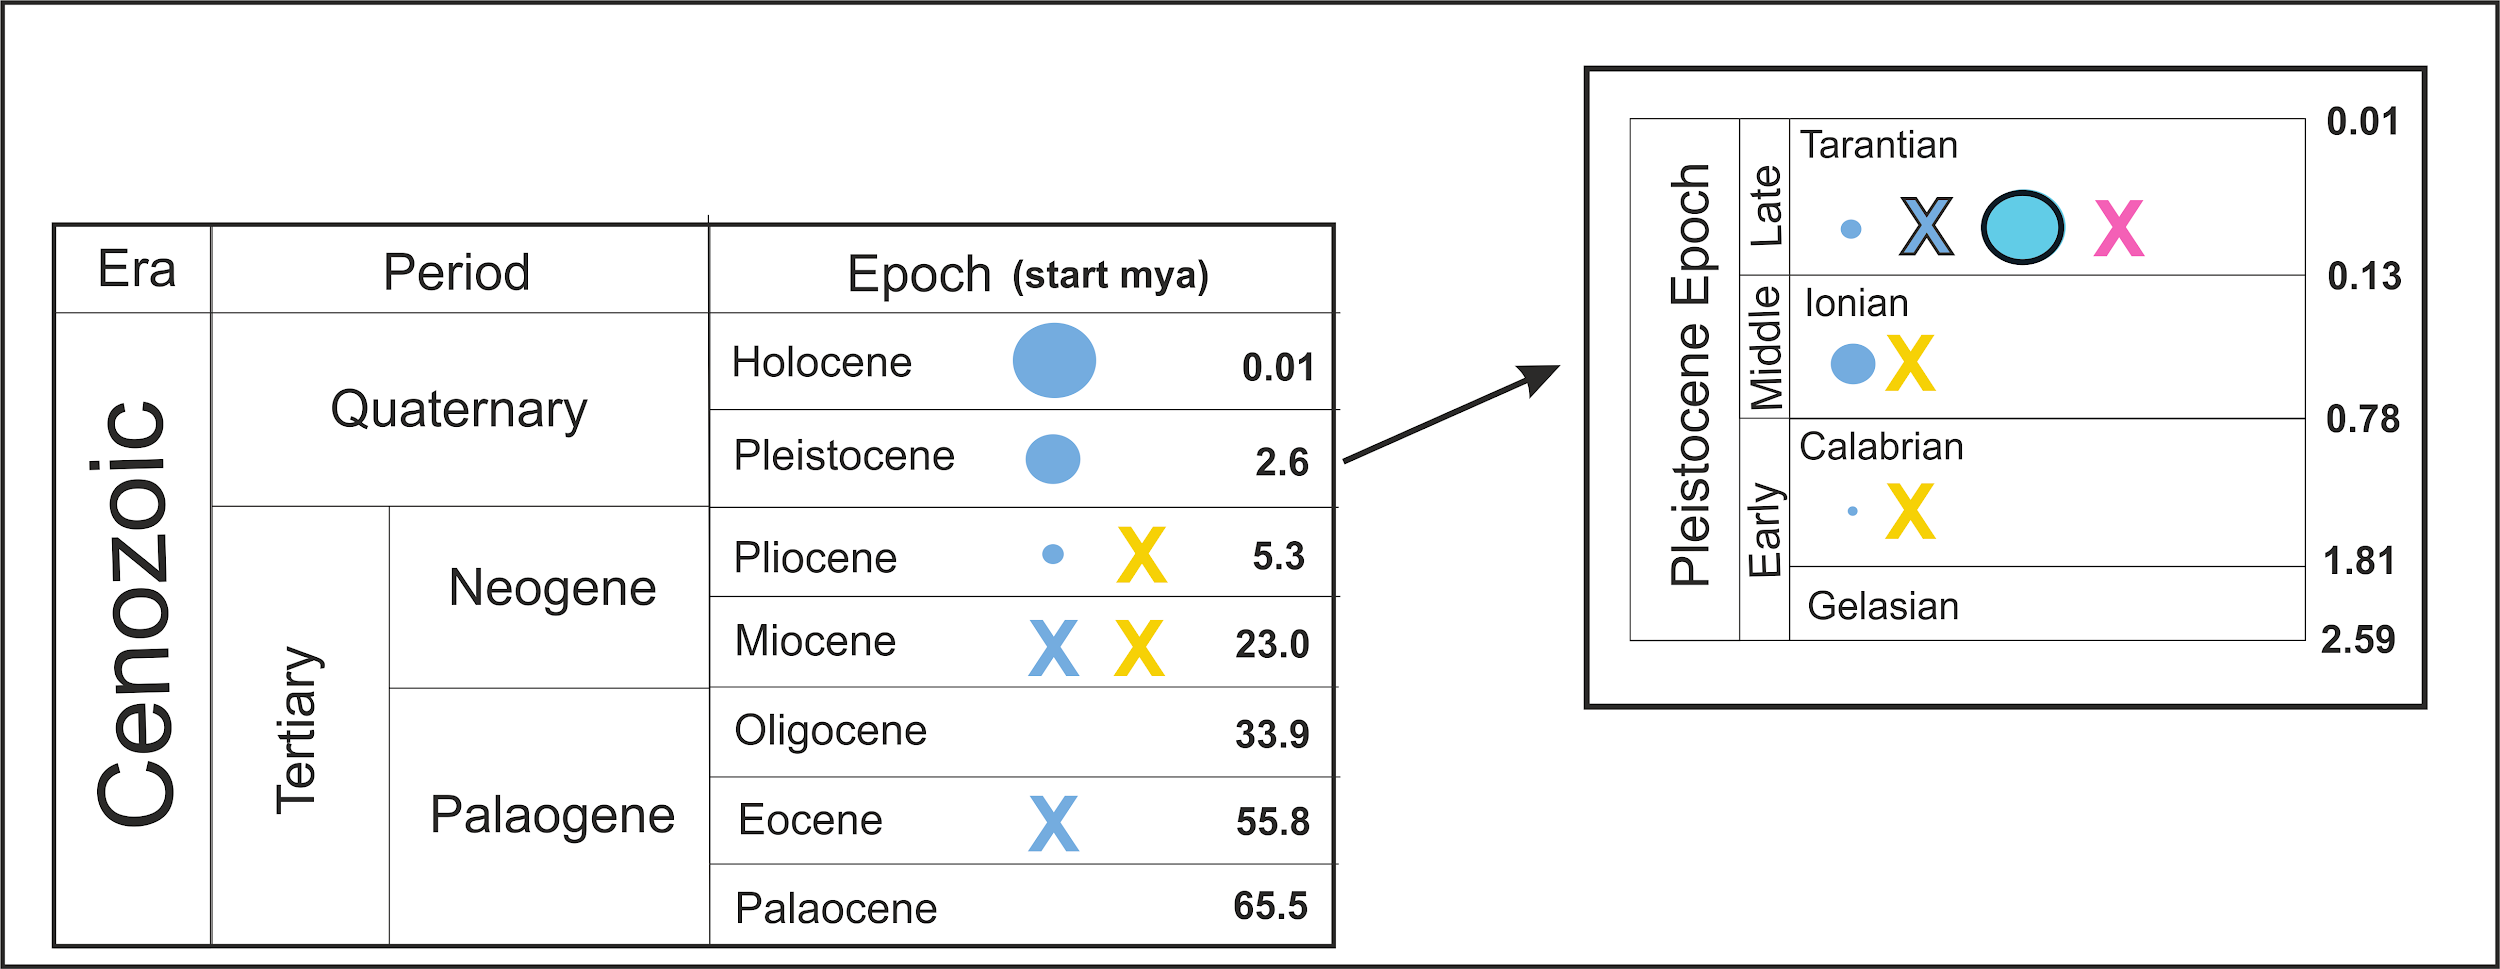 Era
Period
Epoch (start mya)
Cenozoic
Quaternary
Tertiary
Neogene
Palaogene
Holocene 0.01
Pleistocene 2.6
Pliocene X 5.3
Miocene X X 23.0
Oligocene 33.9
Eocene X 55.8
Palaocene 65.5
Pleistocene Epoch
Late
Middle
Early
0.01
Tarantian
X X
0.13
Ionian
X
0.78
Calabrian
X
1.81
Gelasian
2.59